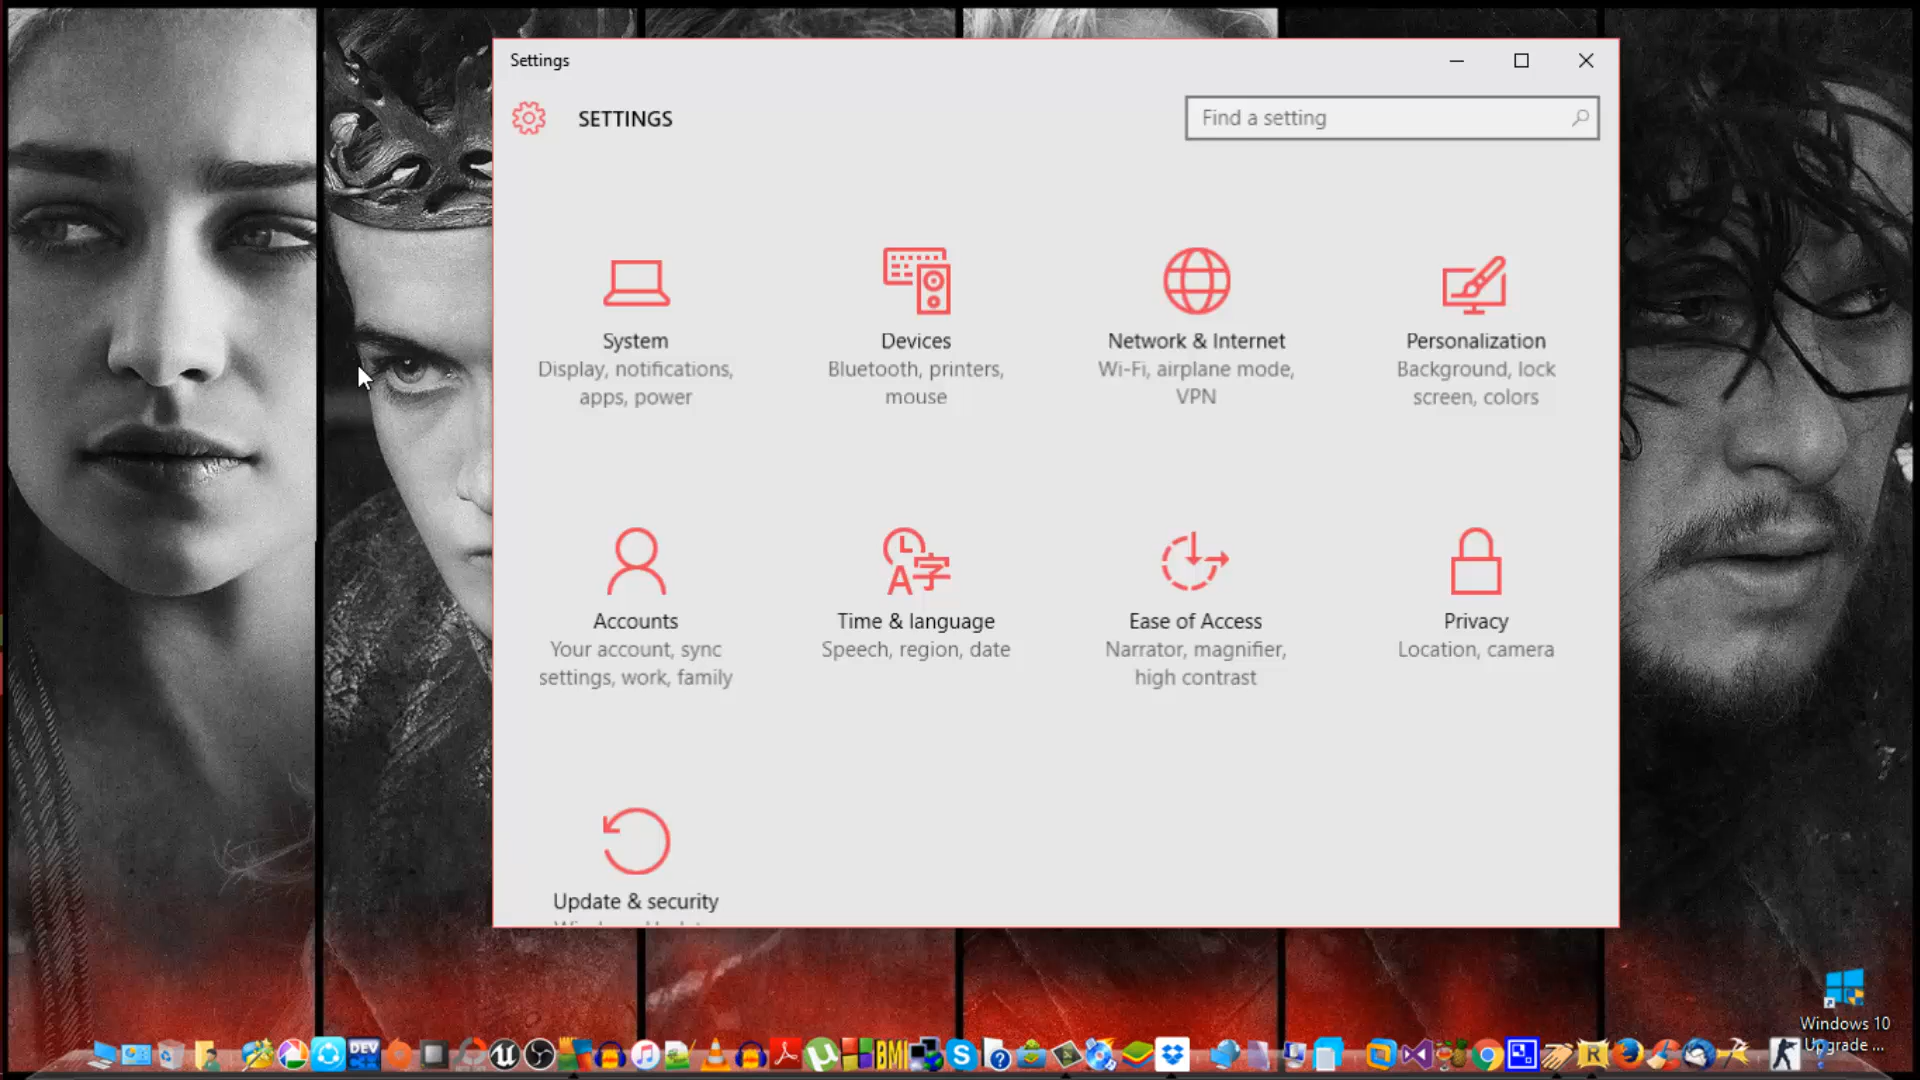 Settings
SETTINGS
Find a setting
System
Display, notifications,
apps, power
Devices
Bluetooth, printers,
mouse
Network & Internet
Wi-Fi, airplane mode,
VPN
Personalization
Background, lock
screen, colors
Accounts
Your account, sync
settings, work, family
Time & language
Speech, region, date
Ease of Access
Narrator, magnifier,
high contrast
Privacy
Location, camera
Update & security
Windows 10
Upgrade ...
DEV
BMI